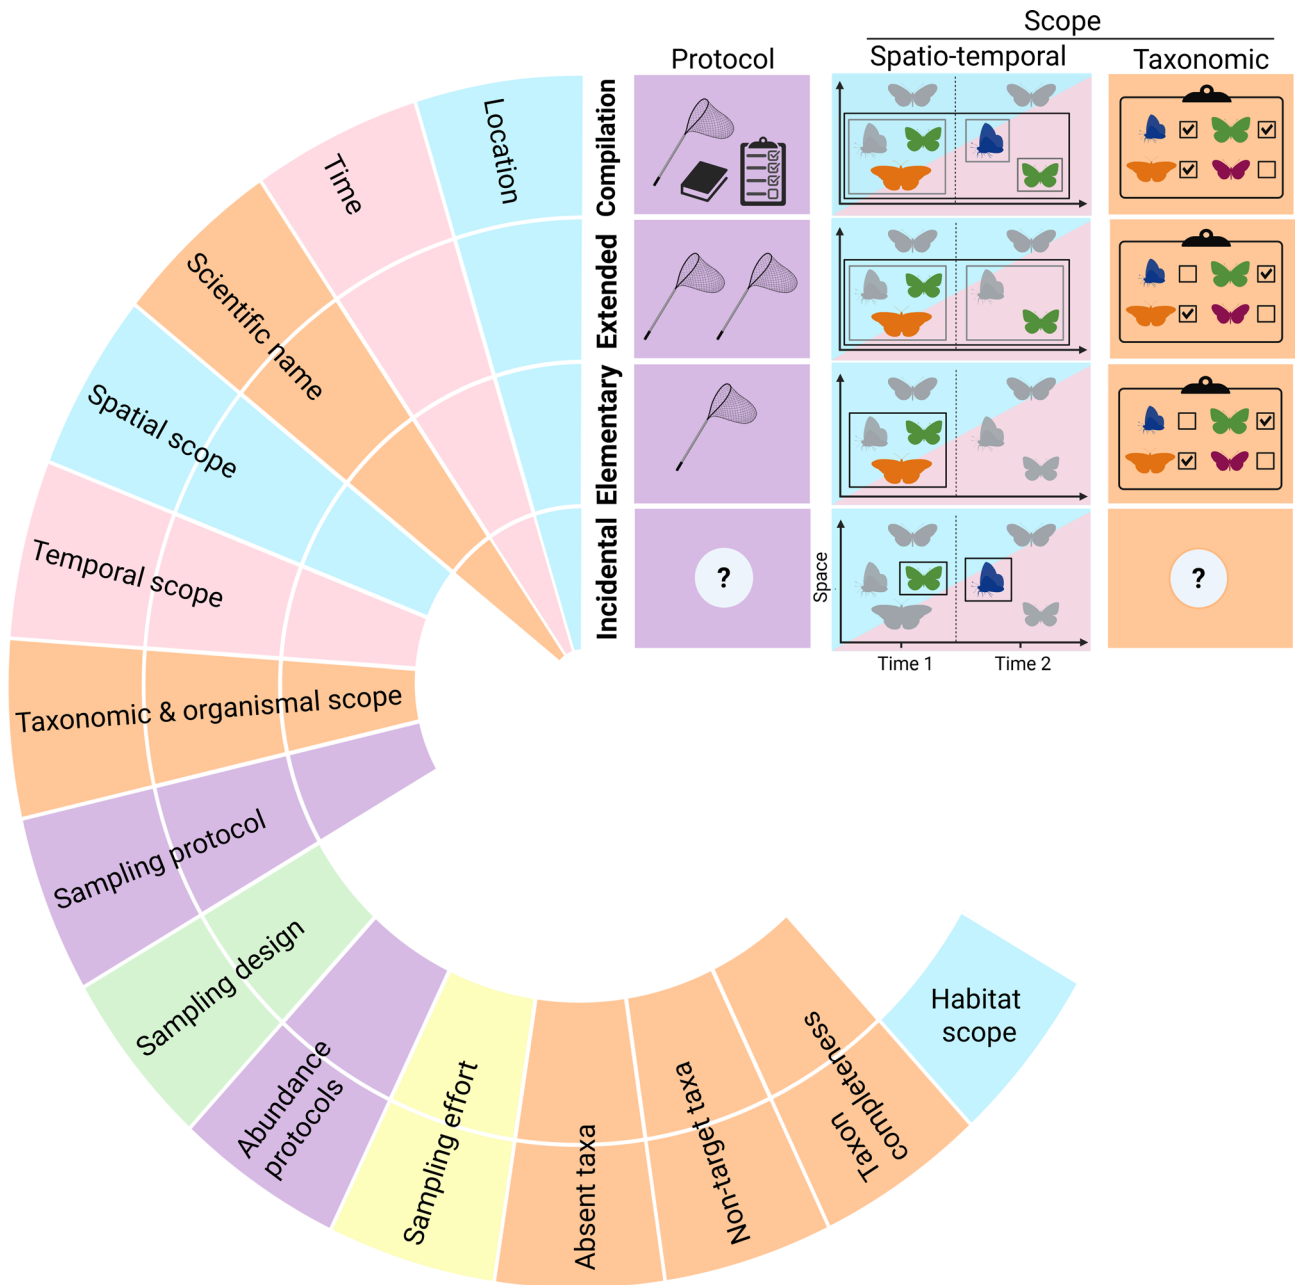 Scope
Protocol
Spatio-temporal
Taxonomic
Compilation
Extended
Elementary
Incidental
?
?
Space
Time 1
Time 2
Location
Time
Scientific name
Spatial scope
Temporal scope
Taxonomic & organismal scope
Sampling protocol
Sampling design
Abundance
protocols
Sampling effort
Absent taxa
Non-target taxa
Taxon
completeness
Habitat
scope